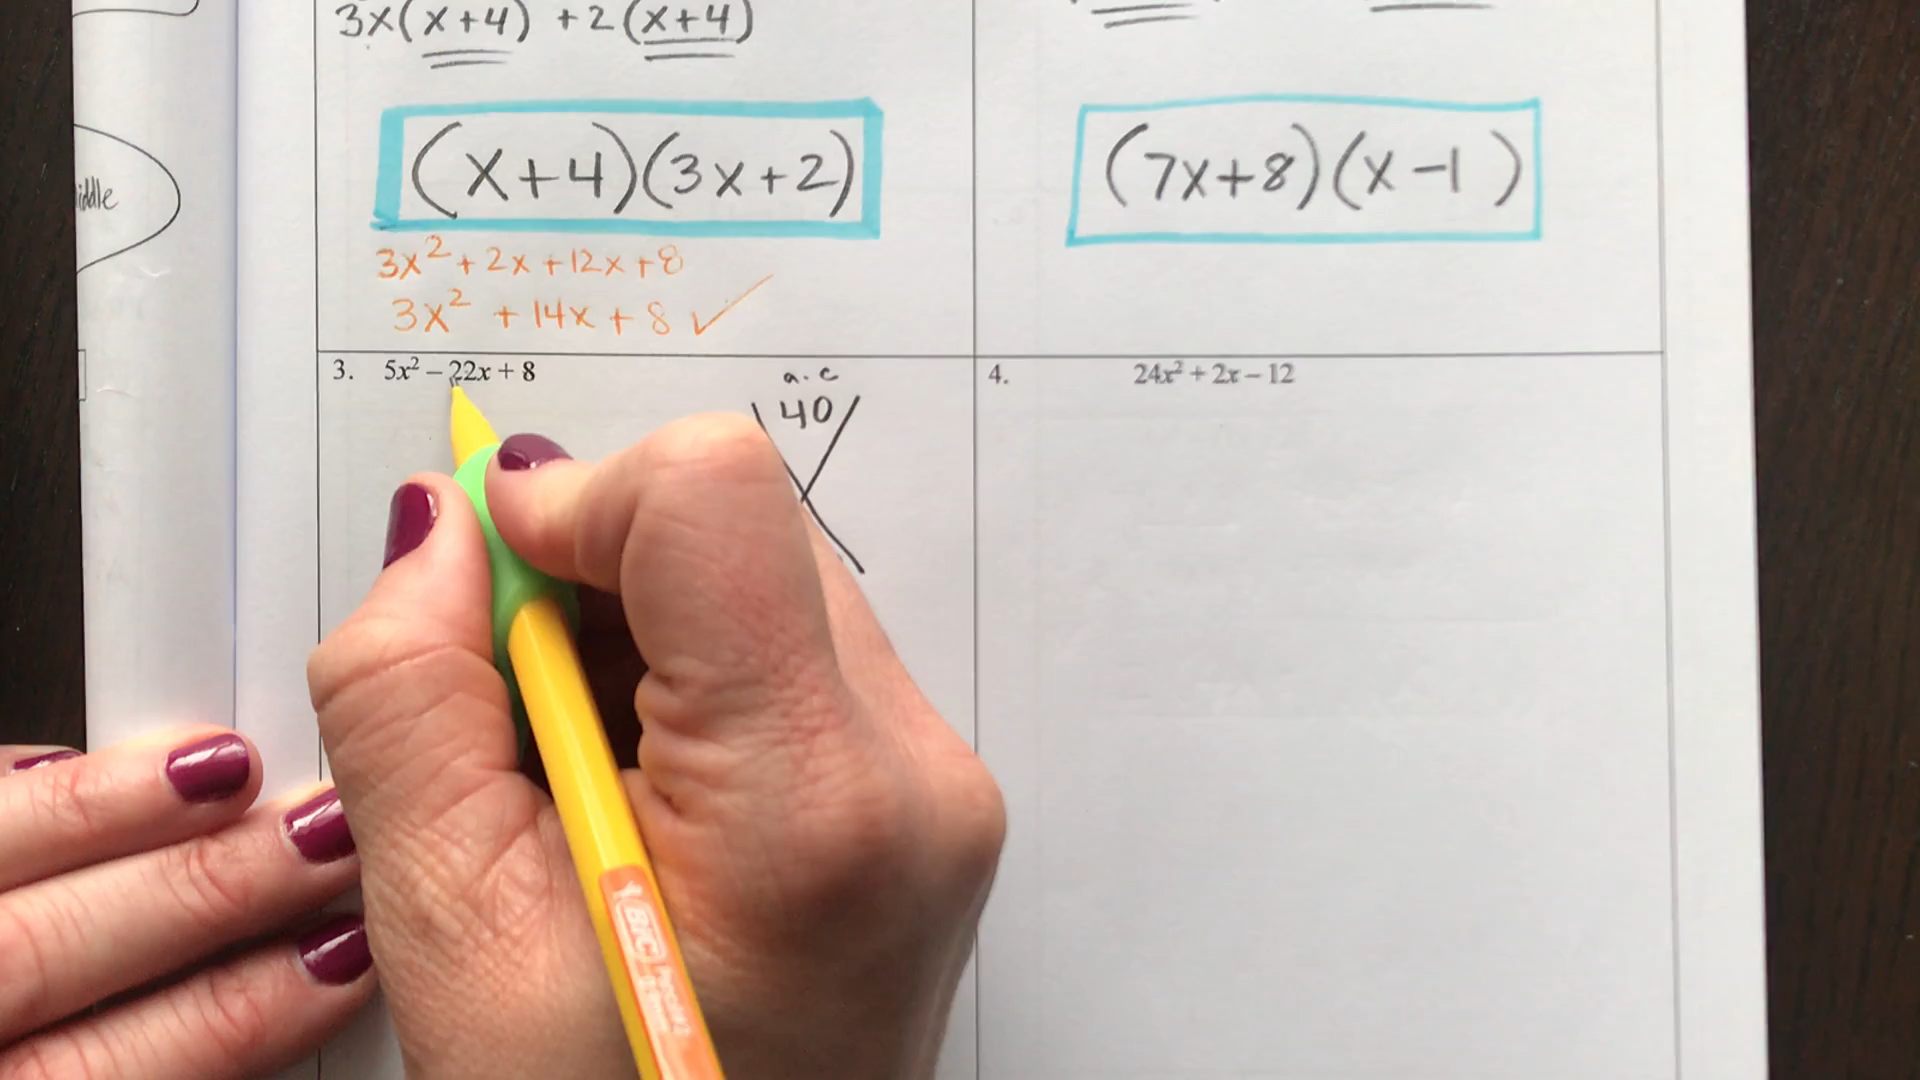 3x(x+4) +2(x+4)
(x+4)(3x+2)
3x²+2x+12x+8
3x² +14x+8 ✓
(7x+8)(x-1)
3. 5x² – 22x + 8
a·c
40
4. 24x² + 2x – 12
BIC